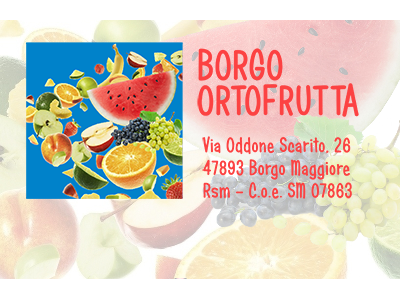 BORGO
ORTOFRUTTA
Via Oddone Scarito, 26
47893 Borgo Maggiore
Rsm – C.o.e. SM 07863